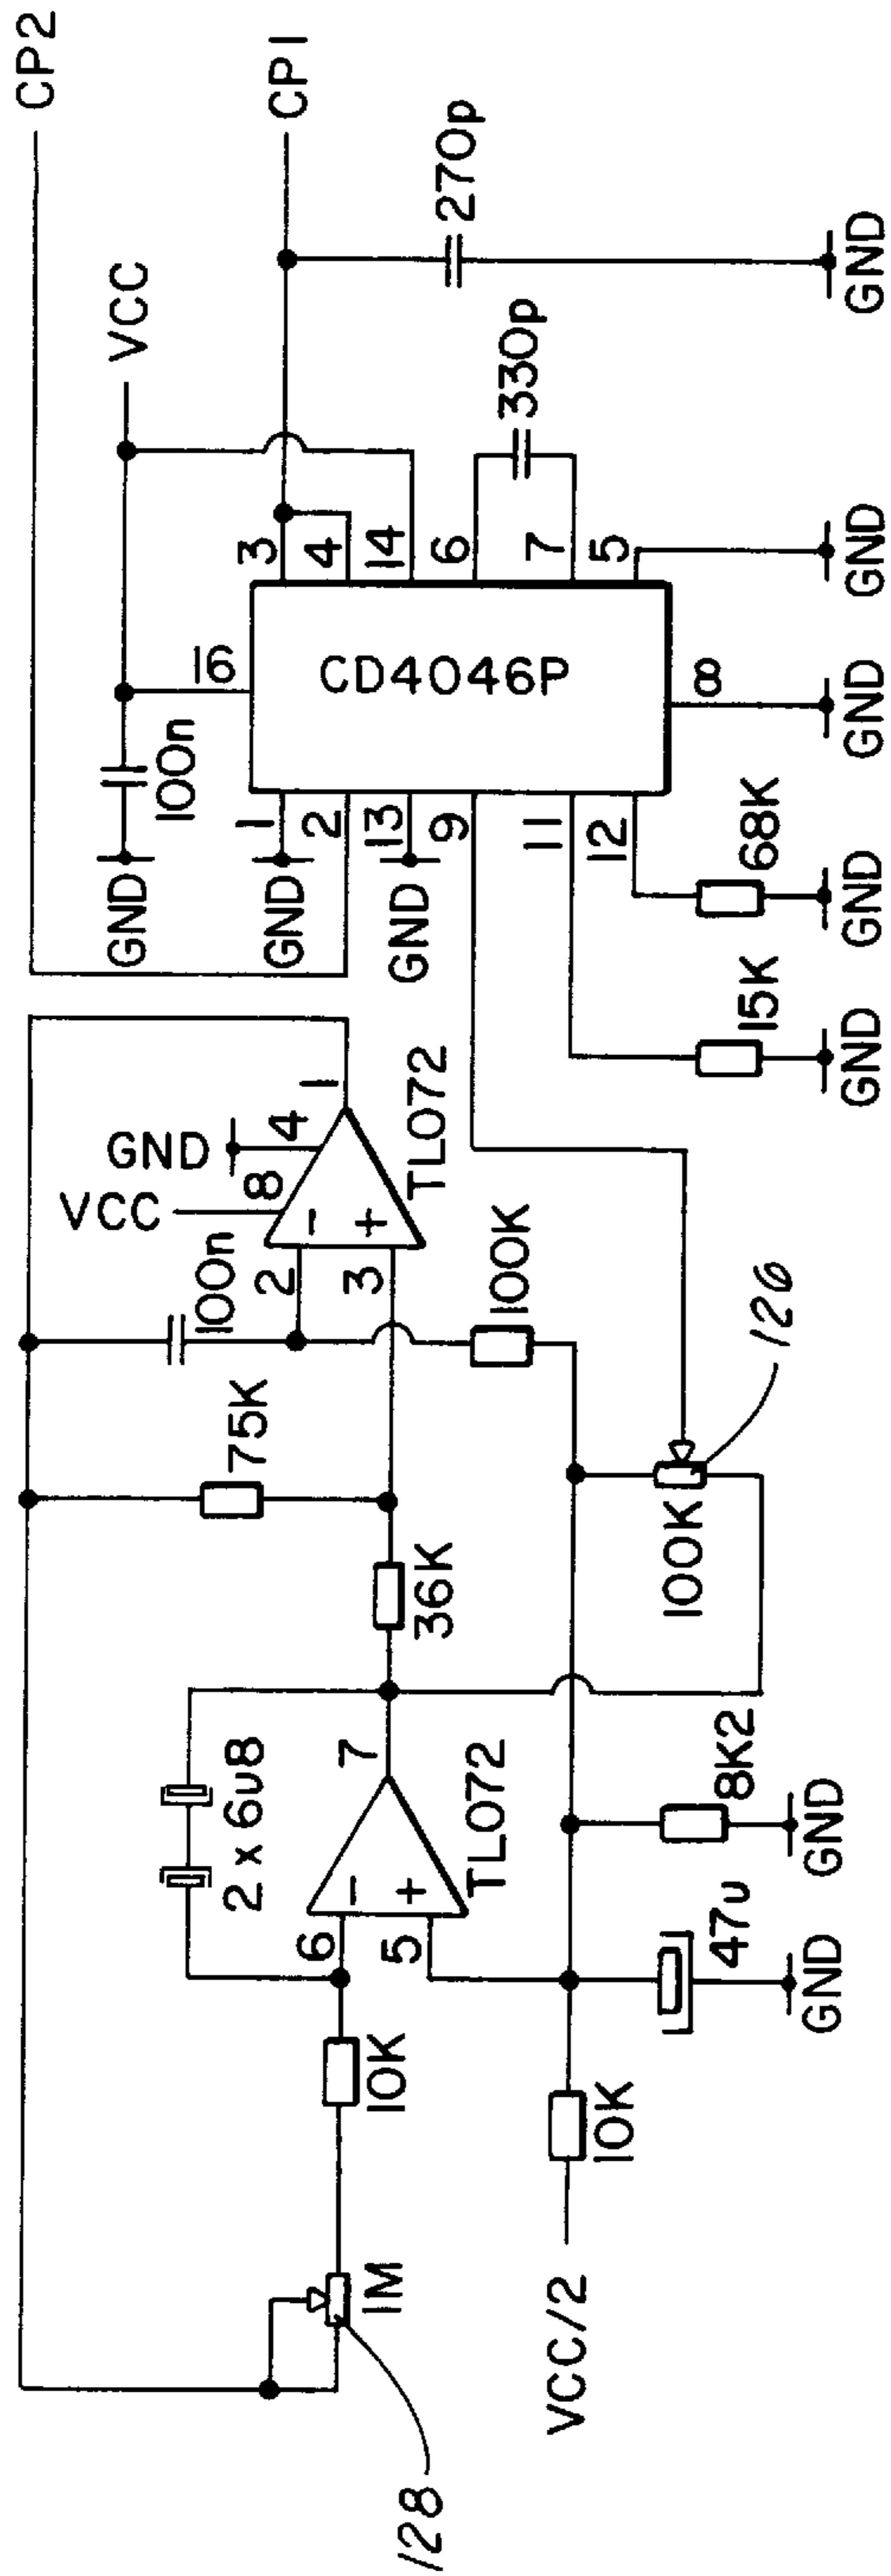 CP2
VCC
CP1
GND
100n
16
270p
GND
1
2
GND
13
9
11
12
CD4046P
3
4
14
6
7
5
330p
8
68K
15K
GND
GND
GND
GND
GND
VCC
GND
8
4
1
2
3
−
+
TL072
100n
75K
100K
36K
100K
126
2 x 6u8
6
5
7
−
+
TL072
10K
1M
128
VCC/2
10K
47u
GND
8K2
GND